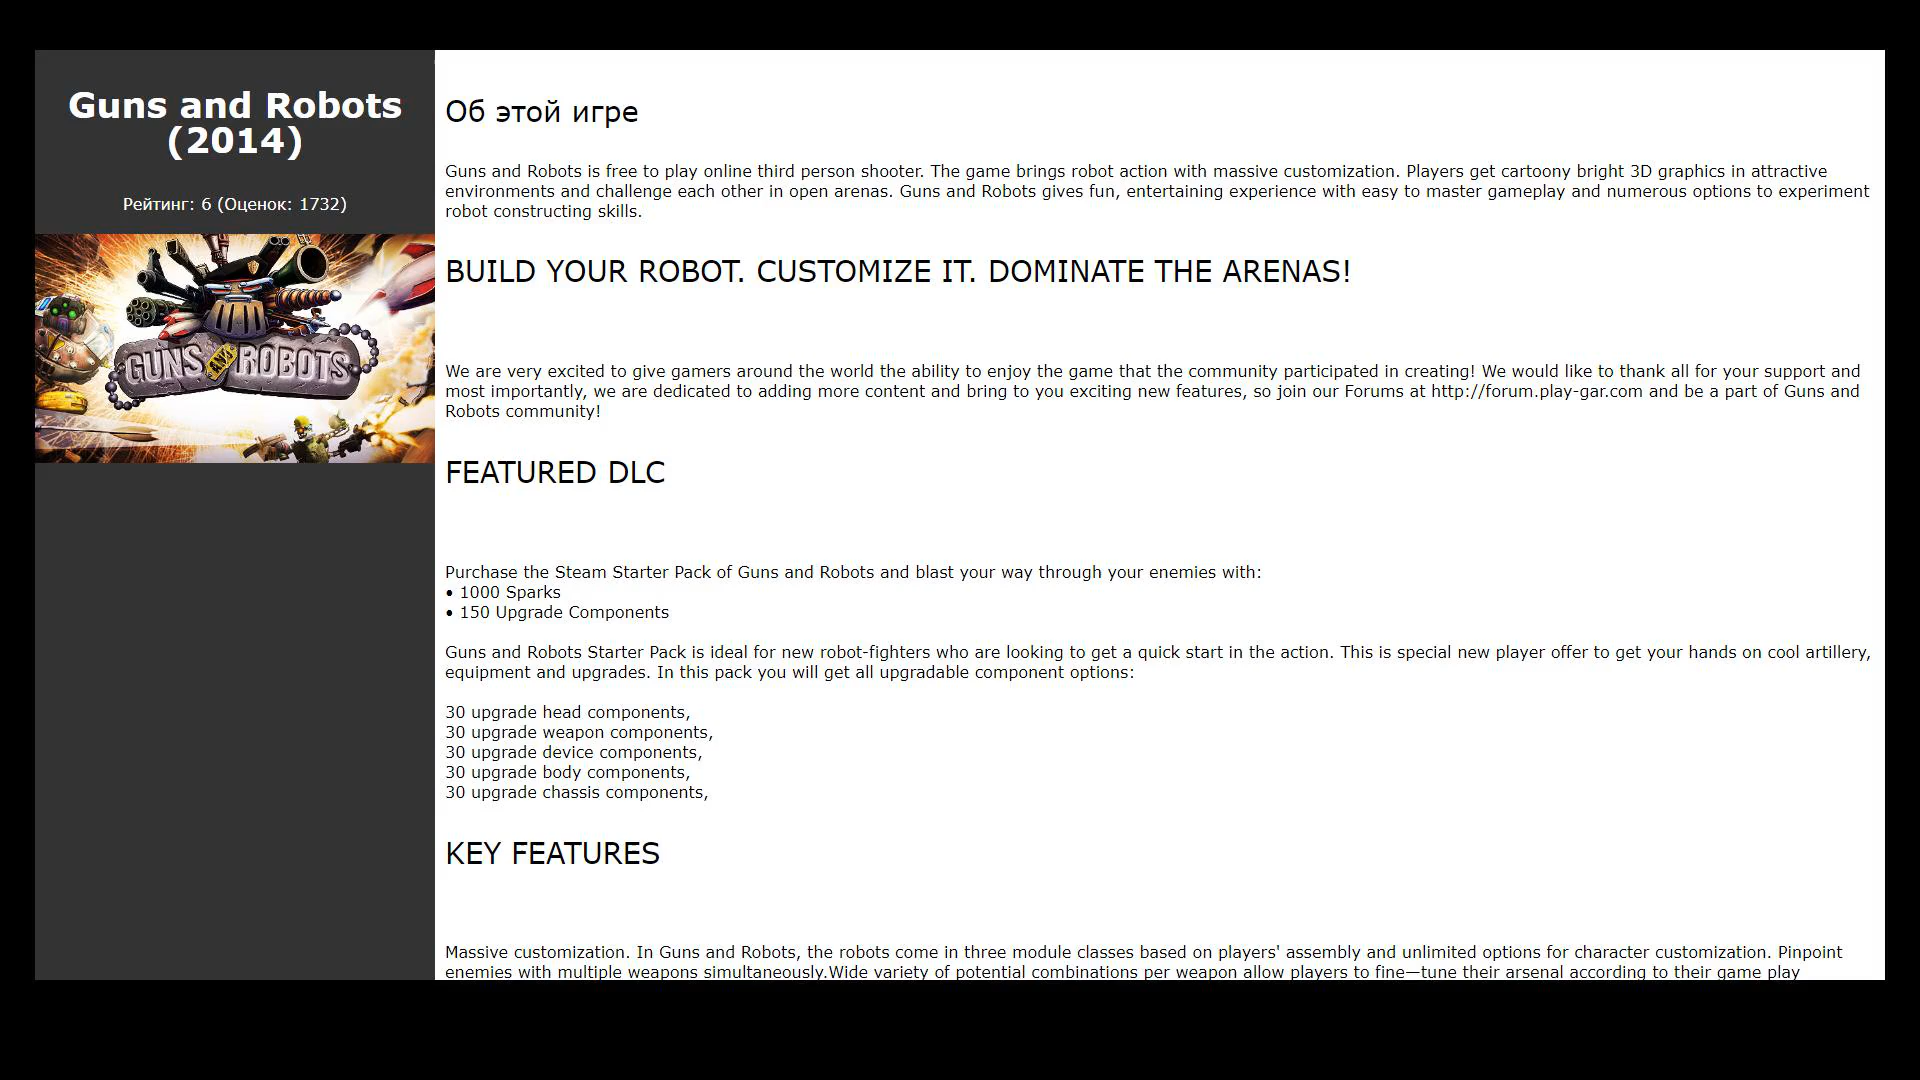 Guns and Robots
(2014)
Рейтинг: 6 (Оценок: 1732)
GUNS AND ROBOTS
Об этой игре
Guns and Robots is free to play online third person shooter. The game brings robot action with massive customization. Players get cartoony bright 3D graphics in attractive
environments and challenge each other in open arenas. Guns and Robots gives fun, entertaining experience with easy to master gameplay and numerous options to experiment
robot constructing skills.
BUILD YOUR ROBOT. CUSTOMIZE IT. DOMINATE THE ARENAS!
We are very excited to give gamers around the world the ability to enjoy the game that the community participated in creating! We would like to thank all for your support and
most importantly, we are dedicated to adding more content and bring to you exciting new features, so join our Forums at http://forum.play-gar.com and be a part of Guns and
Robots community!
FEATURED DLC
Purchase the Steam Starter Pack of Guns and Robots and blast your way through your enemies with:
• 1000 Sparks
• 150 Upgrade Components
Guns and Robots Starter Pack is ideal for new robot-fighters who are looking to get a quick start in the action. This is special new player offer to get your hands on cool artillery,
equipment and upgrades. In this pack you will get all upgradable component options:
30 upgrade head components,
30 upgrade weapon components,
30 upgrade device components,
30 upgrade body components,
30 upgrade chassis components,
KEY FEATURES
Massive customization. In Guns and Robots, the robots come in three module classes based on players' assembly and unlimited options for character customization. Pinpoint
enemies with multiple weapons simultaneously.Wide variety of potential combinations per weapon allow players to fine—tune their arsenal according to their game play